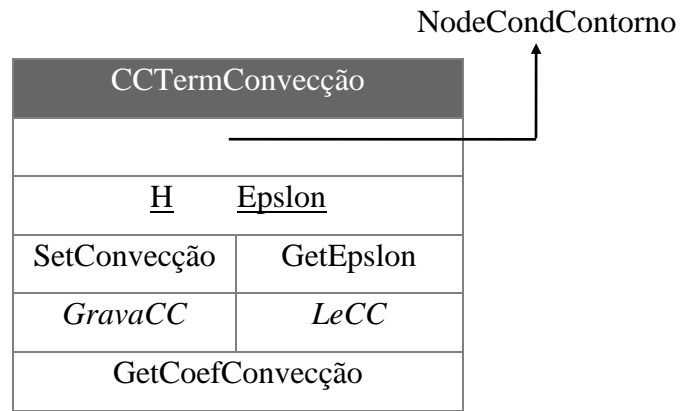 NodeCondContorno
CCTermConvecção
H Epslon
SetConvecção GetEpslon
GravaCC LeCC
GetCoefConvecção